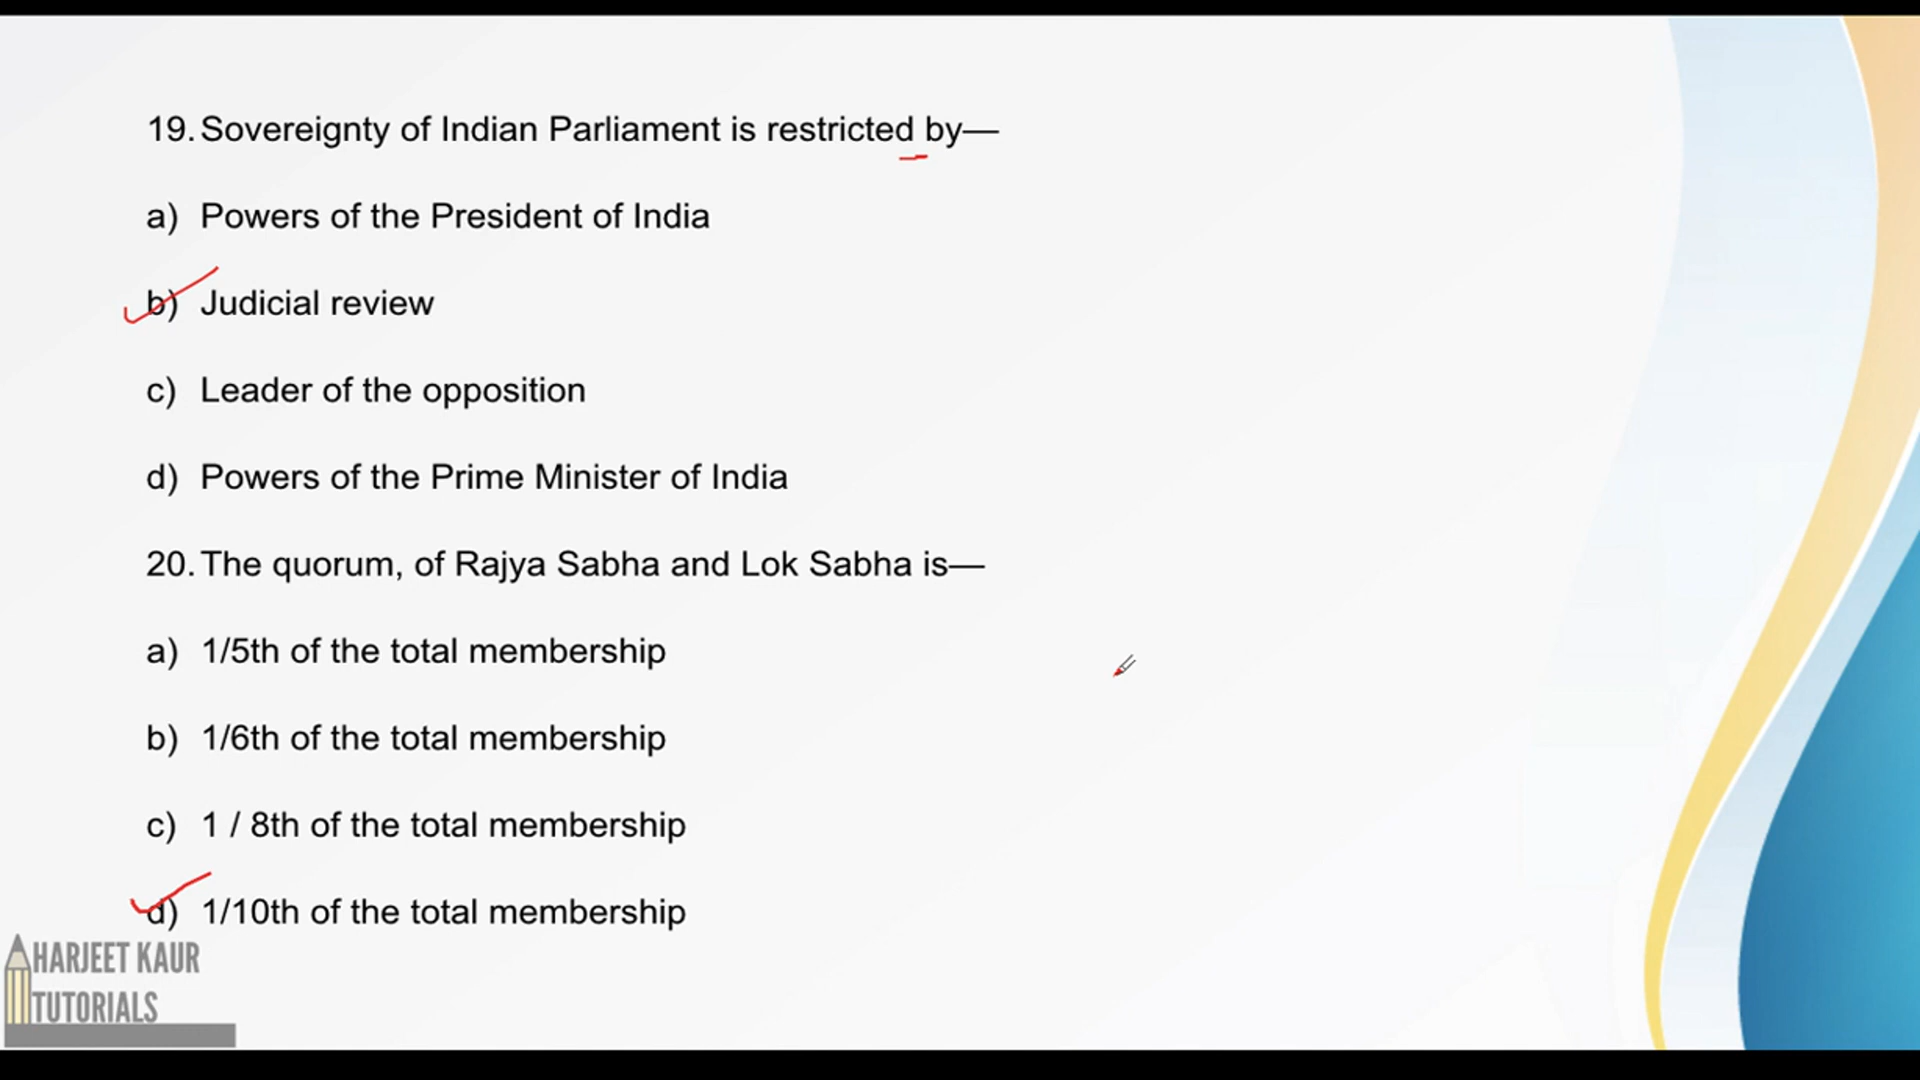 19. Sovereignty of Indian Parliament is restricted by—
a) Powers of the President of India
b) Judicial review
c) Leader of the opposition
d) Powers of the Prime Minister of India
20. The quorum, of Rajya Sabha and Lok Sabha is—
a) 1/5th of the total membership
b) 1/6th of the total membership
c) 1 / 8th of the total membership
d) 1/10th of the total membership
HARJEET KAUR
TUTORIALS